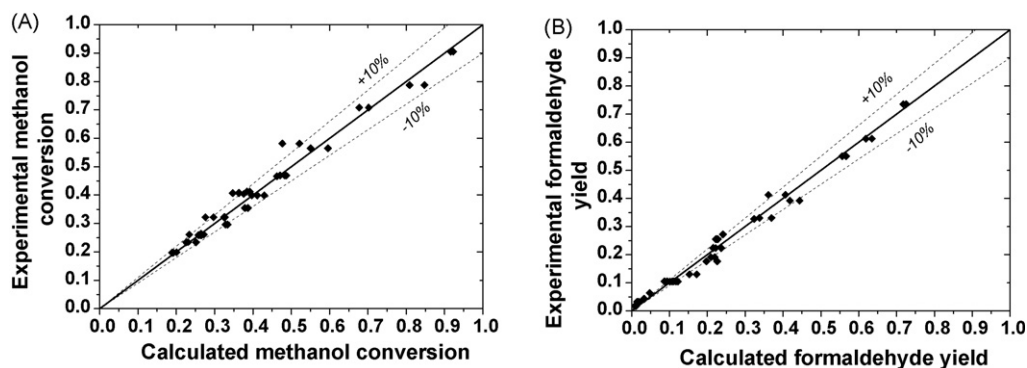 (A)
Experimental methanol
conversion
1.0
0.9
0.8
0.7
0.6
0.5
0.4
0.3
0.2
0.1
0.0
+10%
-10%
0.0 0.1 0.2 0.3 0.4 0.5 0.6 0.7 0.8 0.9 1.0
Calculated methanol conversion
(B)
Experimental formaldehyde
yield
1.0
0.9
0.8
0.7
0.6
0.5
0.4
0.3
0.2
0.1
0.0
+10%
-10%
0.0 0.1 0.2 0.3 0.4 0.5 0.6 0.7 0.8 0.9 1.0
Calculated formaldehyde yield